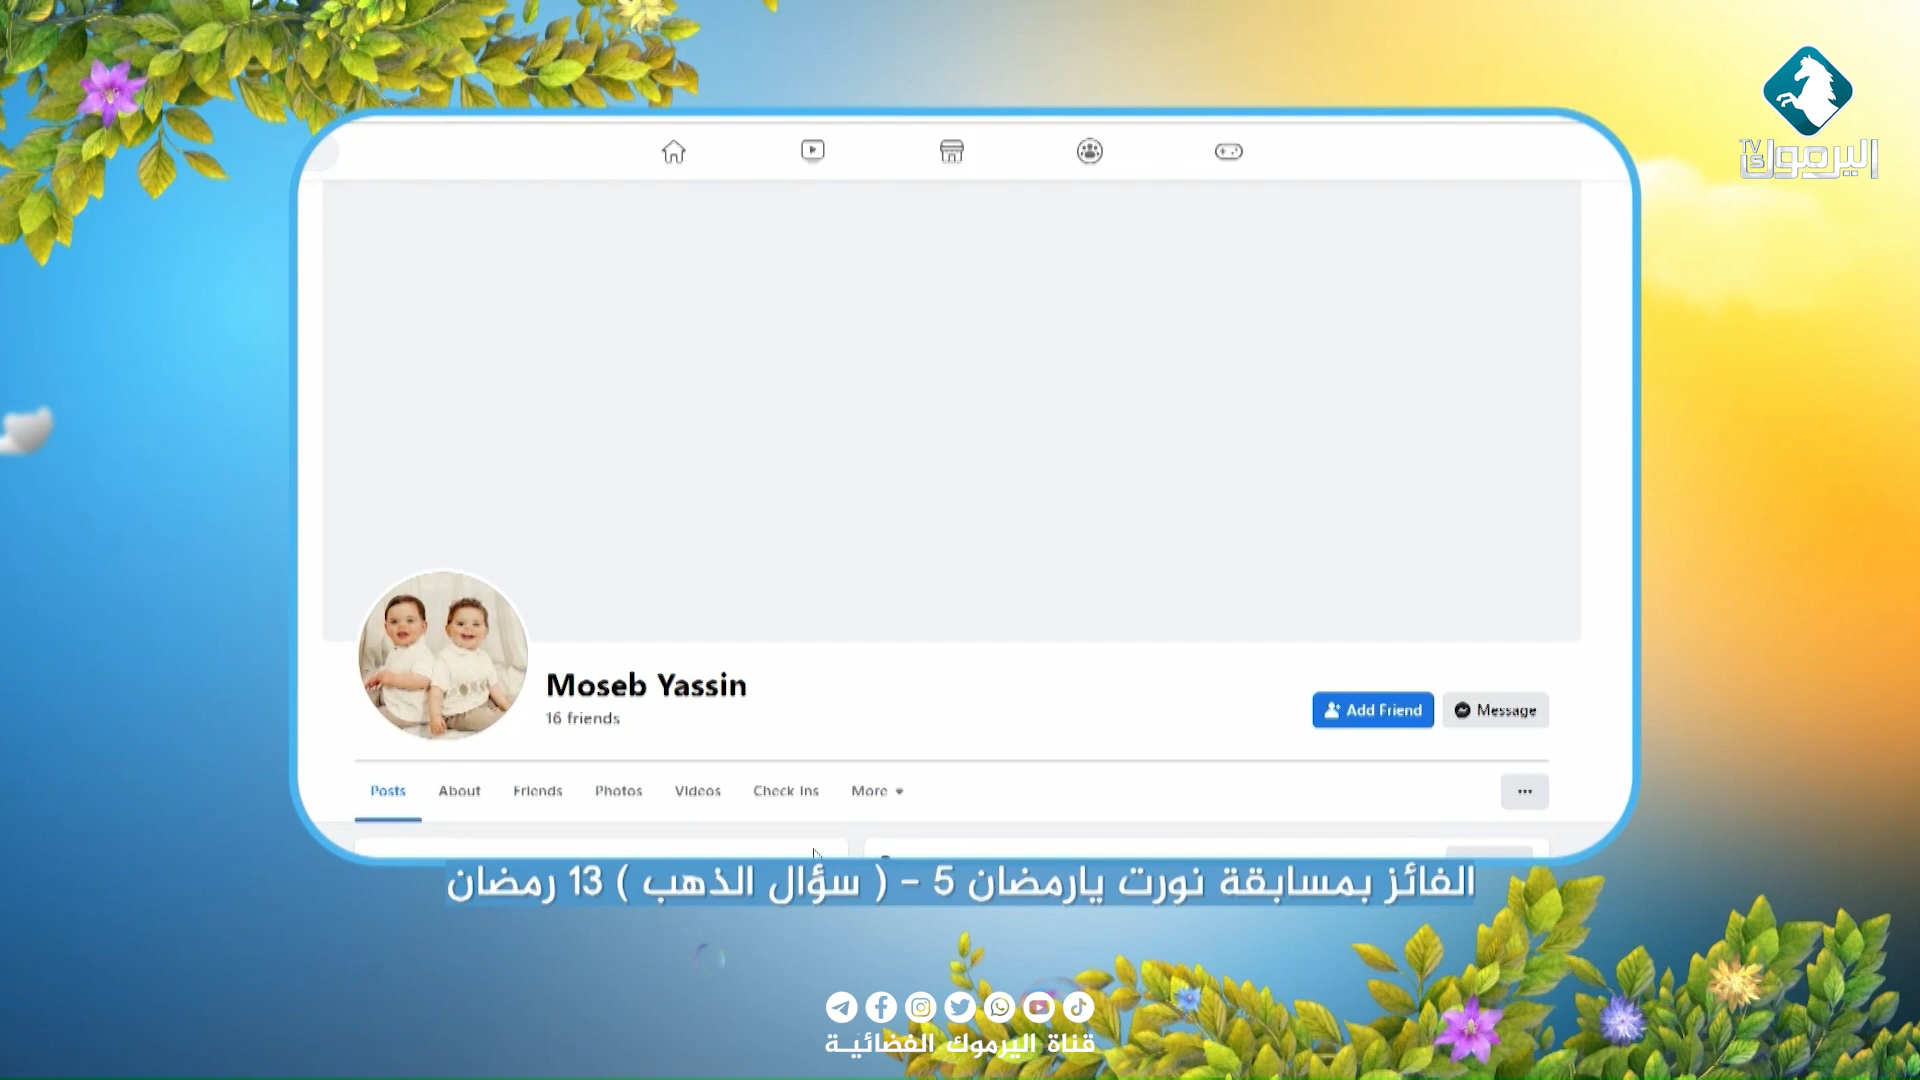 TV
15 اليرموك
Moseb Yassin
16 friends
Add Friend
Message
Posts
About
Friends
Photos
Videos
Check Ins
More
الفائز بمسابقة نورت يارمضان 5 - ( سؤال الذهب ) 13 رمضان
قناة اليرموك الفضائيـة